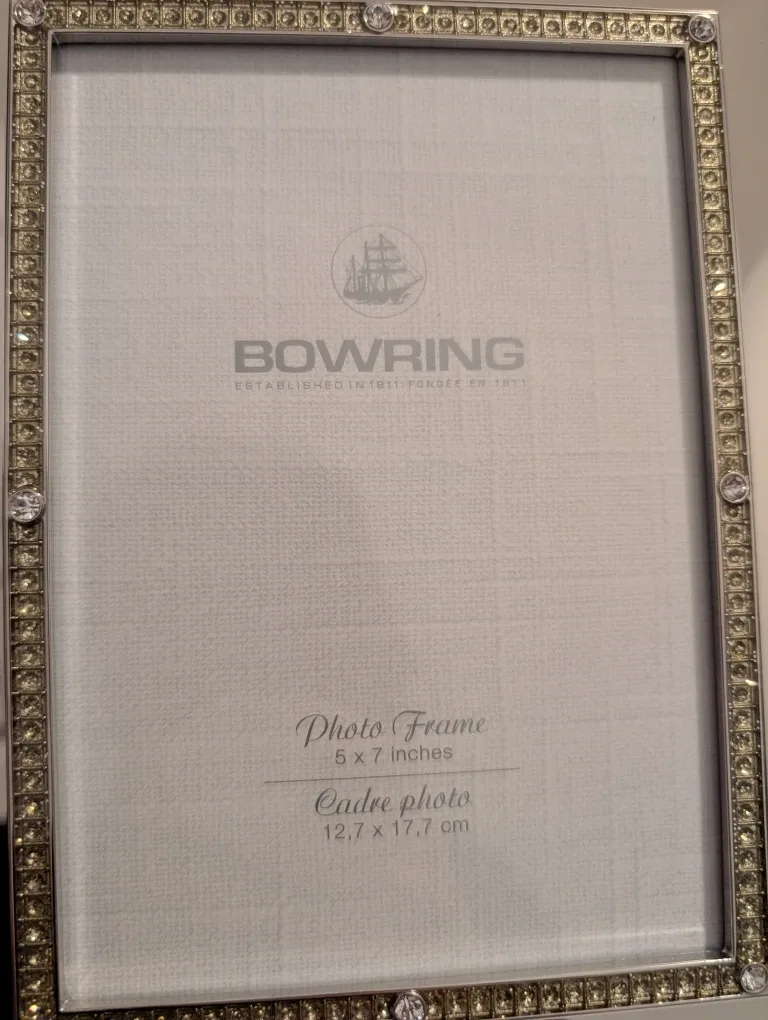 BOWRING
ESTABLISHED IN 1811: FONDÉE EN 1811
Photo Frame
5 x 7 inches
Cadre photo
12,7 x 17,7 cm